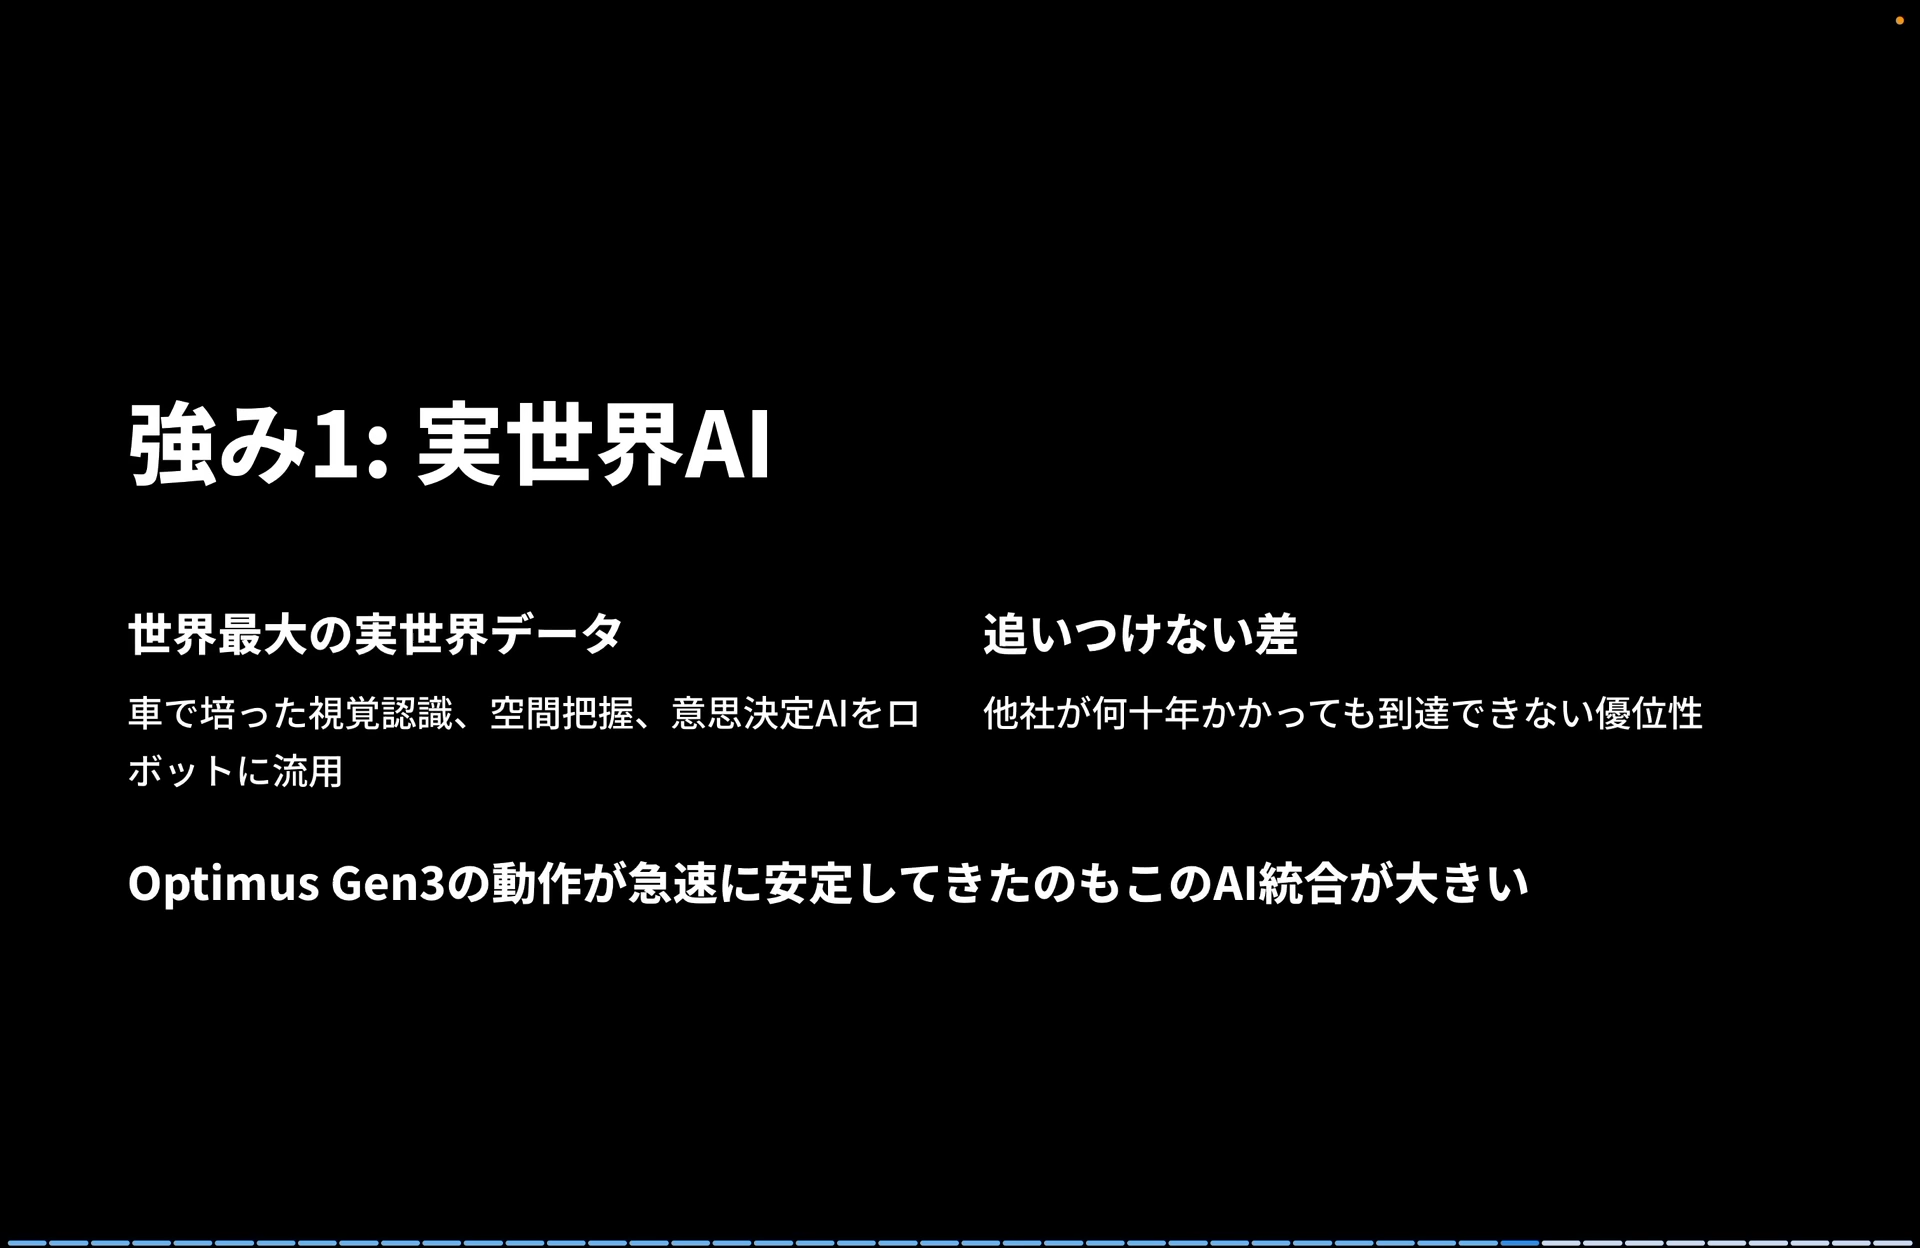 強み1: 実世界AI
世界最大の実世界データ
車で培った視覚認識、空間把握、意思決定AIをロ
ボットに流用
追いつけない差
他社が何十年かかっても到達できない優位性
Optimus Gen3の動作が急速に安定してきたのもこのAI統合が大きい